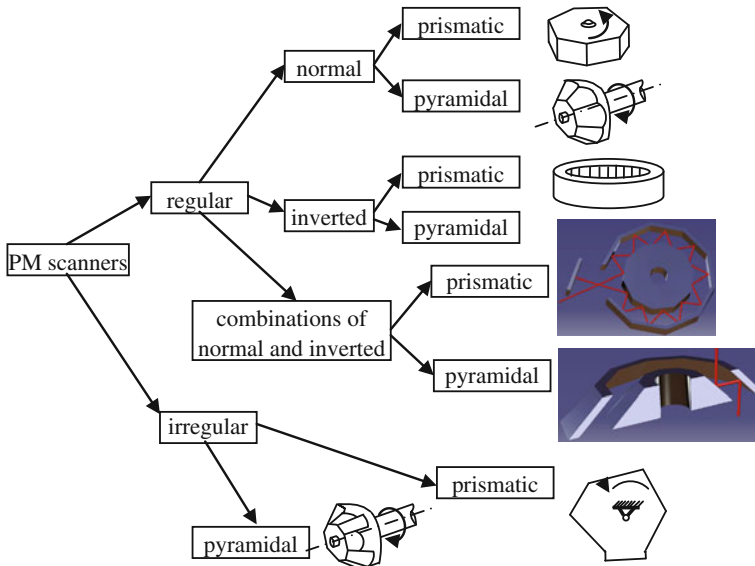 prismatic
normal
pyramidal
prismatic
regular
inverted
pyramidal
PM scanners
prismatic
combinations of
normal and inverted
pyramidal
irregular
prismatic
pyramidal